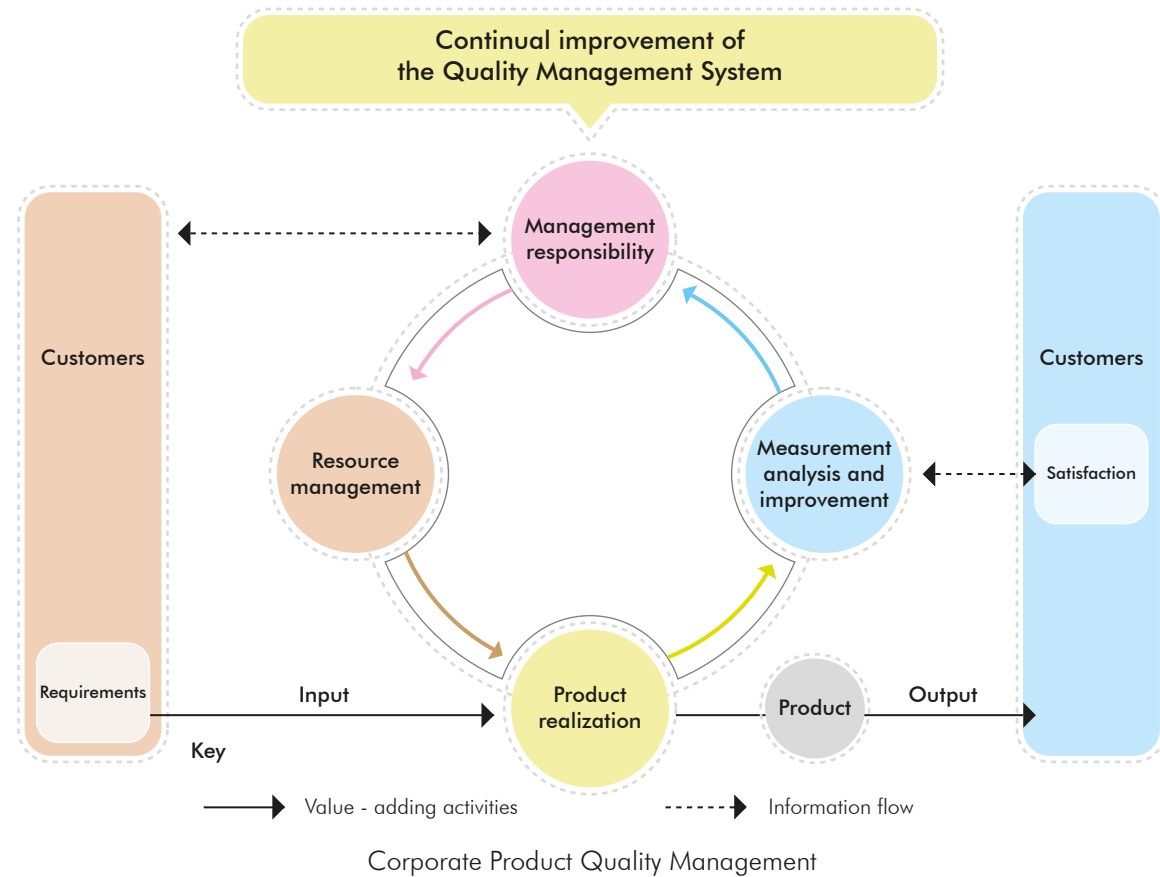 Continual improvement of
the Quality Management System
Management
responsibility
Customers
Customers
Resource
management
Measurement
analysis and
improvement
Satisfaction
Requirements
Input
Product
realization
Product
Output
Key
Value - adding activities
Information flow
Corporate Product Quality Management